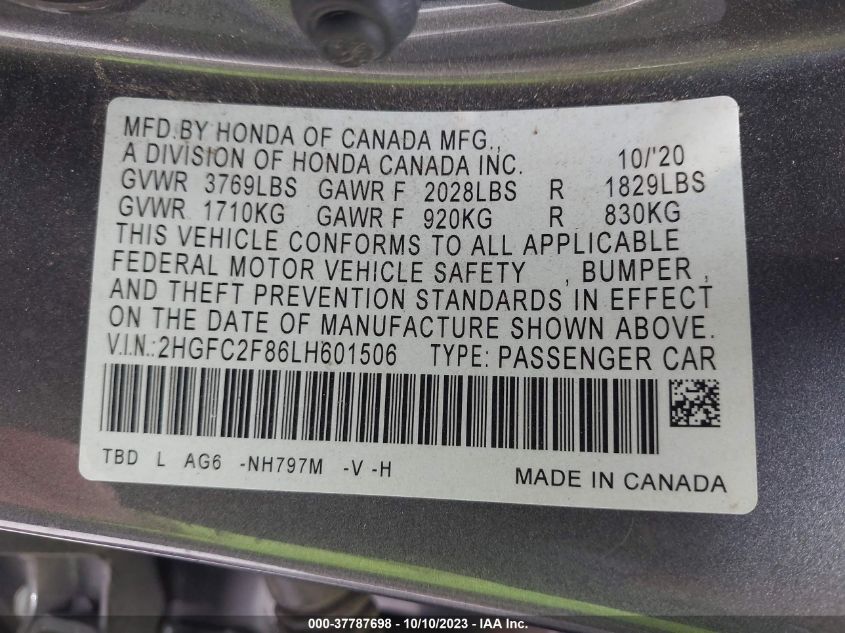 MFD.BY HONDA OF CANADA MFG.,
A DIVISION OF HONDA CANADA INC. 10/'20
GVWR 3769LBS GAWR F 2028LBS R 1829LBS
GVWR 1710KG GAWR F 920KG R 830KG
THIS VEHICLE CONFORMS TO ALL APPLICABLE
FEDERAL MOTOR VEHICLE SAFETY , BUMPER ,
AND THEFT PREVENTION STANDARDS IN EFFECT
ON THE DATE OF MANUFACTURE SHOWN ABOVE.
V.I.N.:2HGFC2F86LH601506 TYPE: PASSENGER CAR
TBD L AG6 -NH797M -V -H
MADE IN CANADA
000-37787698 - 10/10/2023 - IAA Inc.